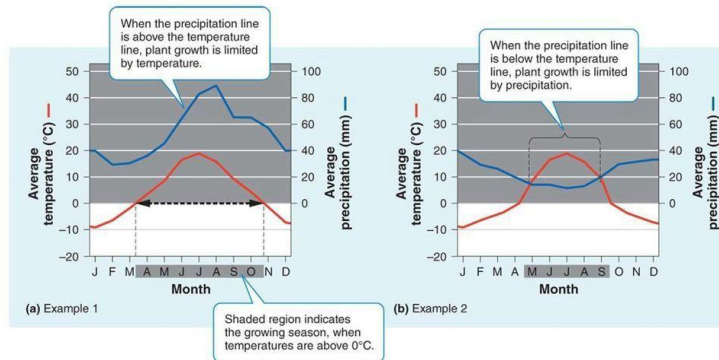 When the precipitation line
is above the temperature
line, plant growth is limited
by temperature.
When the precipitation line
is below the temperature
line, plant growth is limited
by precipitation.
Average
temperature (°C)
50
40
30
20
10
0
–10
–20
100
80
60
40
20
0
Average
precipitation (mm)
J F M A M J J A S O N D
Month
(a) Example 1
Average
temperature (°C)
50
40
30
20
10
0
–10
–20
100
80
60
40
20
0
Average
precipitation (mm)
J F M A M J J A S O N D
Month
(b) Example 2
Shaded region indicates
the growing season, when
temperatures are above 0°C.